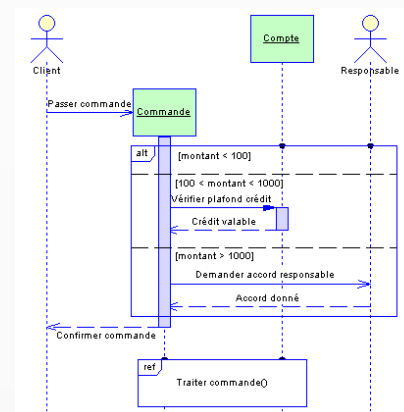 Client
Compte
Responsable
Passer commande
Commande
alt
[montant < 100]
[100 < montant < 1000]
Vérifier plafond crédit
Crédit valable
[montant > 1000]
Demander accord responsable
Accord donné
Confirmer commande
ref
Traiter commande()